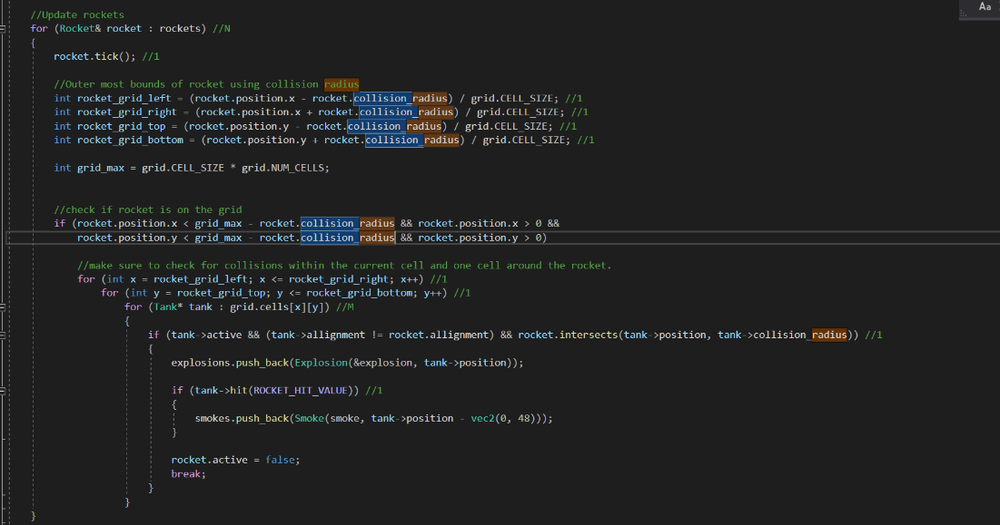 Aa
//Update rockets
for (Rocket& rocket : rockets) //N
{
rocket.tick(); //1
//Outer most bounds of rocket using collision radius
int rocket_grid_left = (rocket.position.x - rocket.collision_radius) / grid.CELL_SIZE; //1
int rocket_grid_right = (rocket.position.x + rocket.collision_radius) / grid.CELL_SIZE; //1
int rocket_grid_top = (rocket.position.y - rocket.collision_radius) / grid.CELL_SIZE; //1
int rocket_grid_bottom = (rocket.position.y + rocket.collision_radius) / grid.CELL_SIZE; //1
int grid_max = grid.CELL_SIZE * grid.NUM_CELLS;
//check if rocket is on the grid
if (rocket.position.x < grid_max - rocket.collision_radius && rocket.position.x > 0 &&
rocket.position.y < grid_max - rocket.collision_radius && rocket.position.y > 0)
//make sure to check for collisions within the current cell and one cell around the rocket.
for (int x = rocket_grid_left; x <= rocket_grid_right; x++) //1
for (int y = rocket_grid_top; y <= rocket_grid_bottom; y++) //1
for (Tank* tank : grid.cells[x][y]) //M
{
if (tank->active && (tank->allignment != rocket.allignment) && rocket.intersects(tank->position, tank->collision_radius)) //1
{
explosions.push_back(Explosion(&explosion, tank->position));
if (tank->hit(ROCKET_HIT_VALUE)) //1
{
smokes.push_back(Smoke(smoke, tank->position - vec2(0, 48)));
}
rocket.active = false;
break;
}
}
}